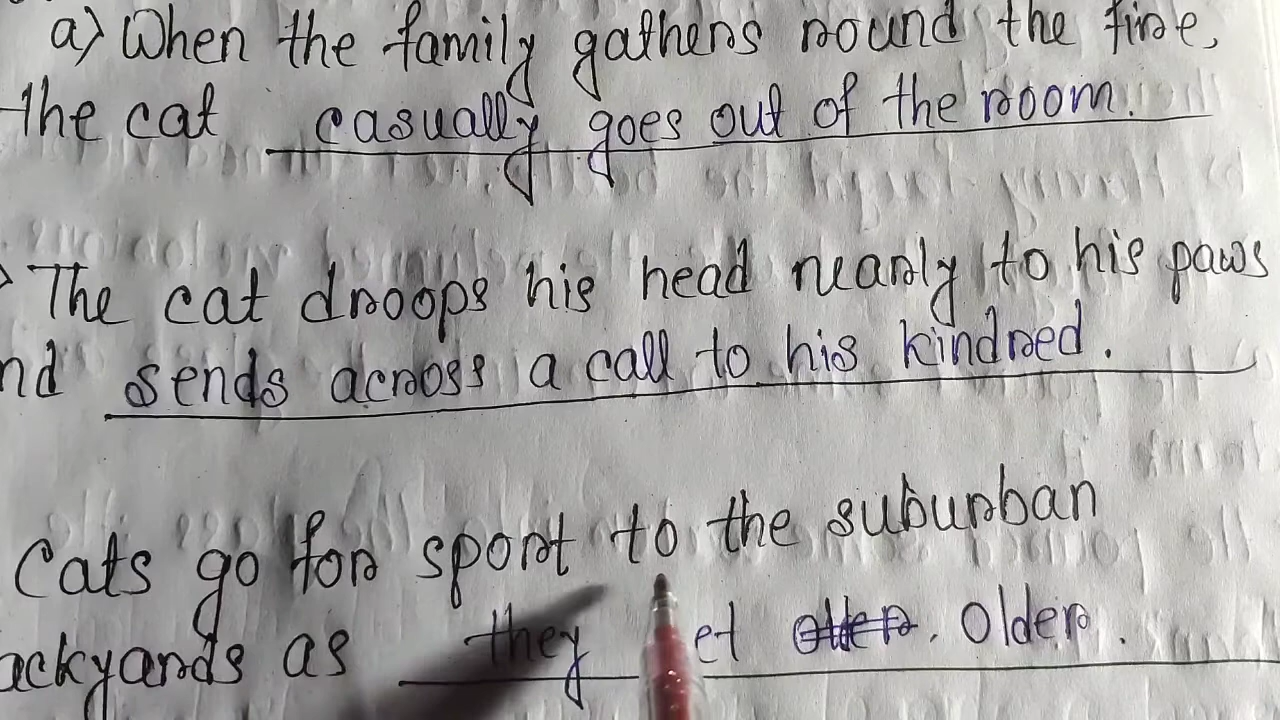 a) When the family gathers round the fire,
the cat casually goes out of the room.
The cat droops his head nearly to his paws
nd sends across a call to his kindred.
Cats go for sport to the suburban
ackyards as they et older.